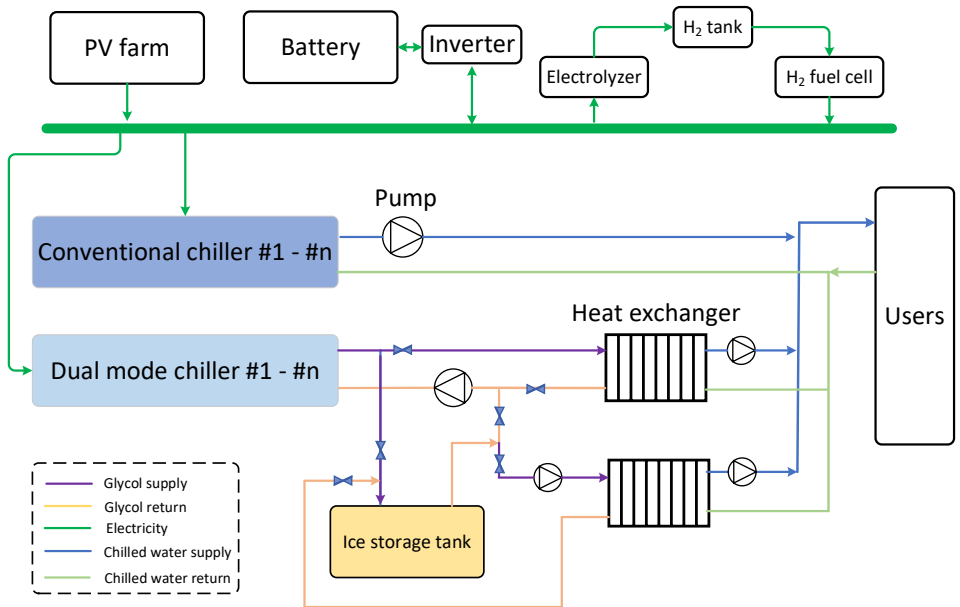 PV farm
Battery
Inverter
Electrolyzer
H₂ tank
H₂ fuel cell
Pump
Conventional chiller #1 - #n
Heat exchanger
Users
Dual mode chiller #1 - #n
Ice storage tank
Glycol supply
Glycol return
Electricity
Chilled water supply
Chilled water return